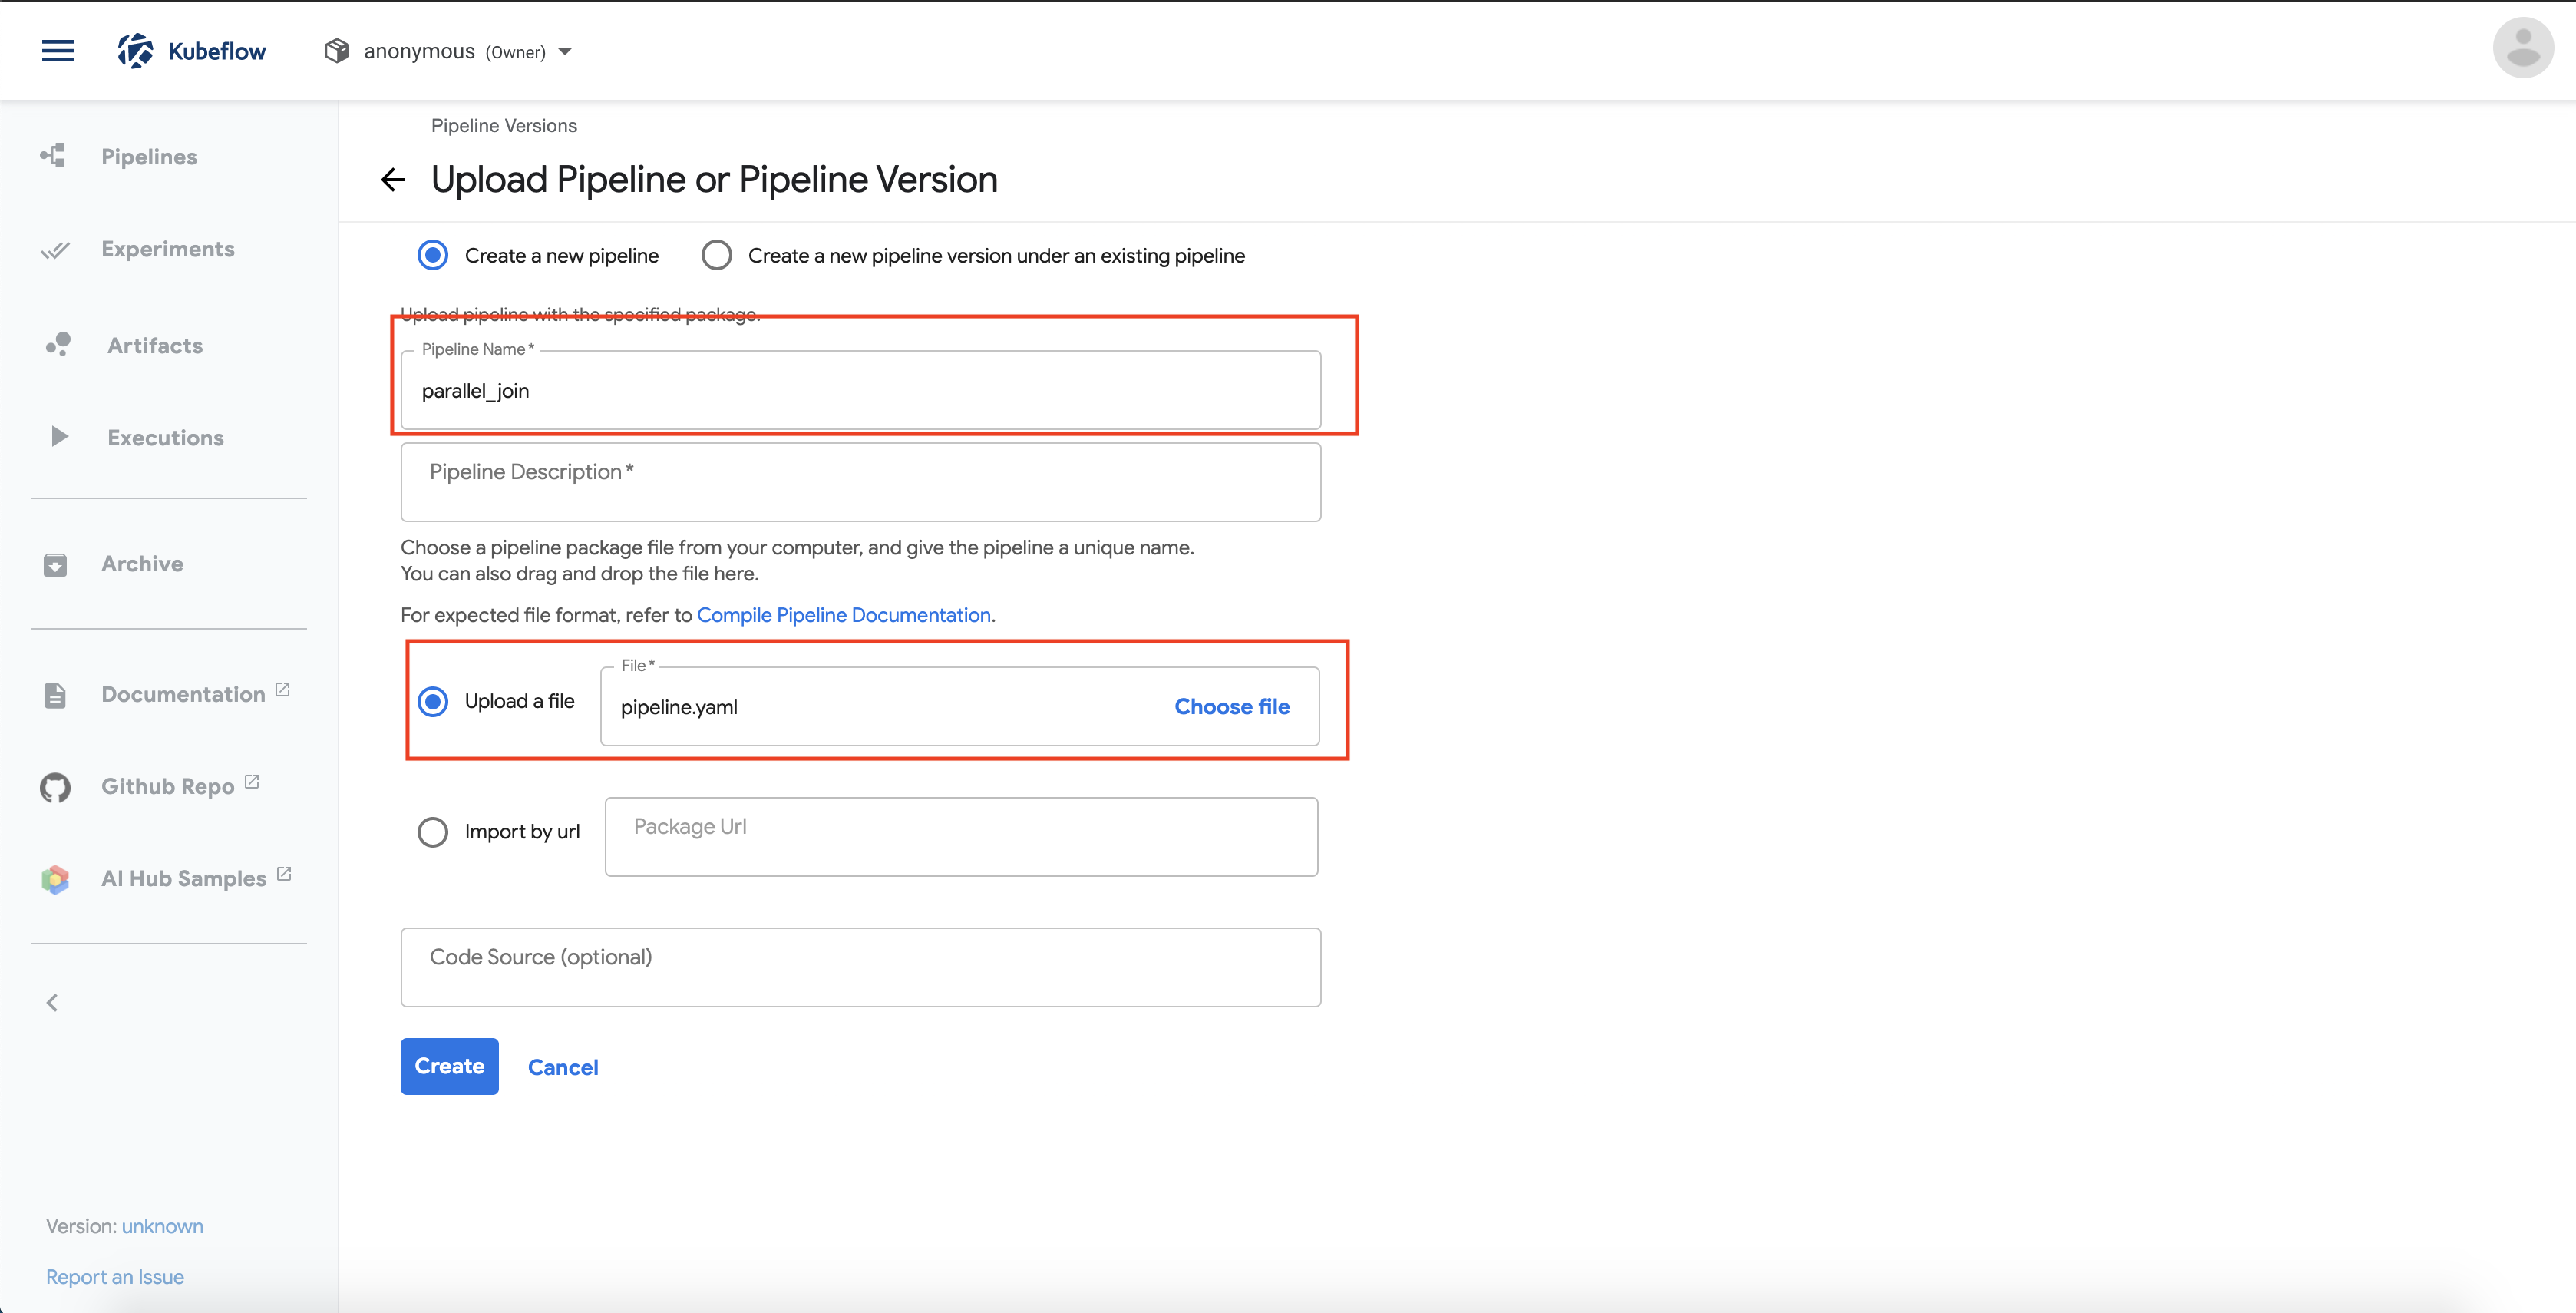 Kubeflow
anonymous (Owner)
Pipelines
Experiments
Artifacts
Executions
Archive
Documentation
Github Repo
AI Hub Samples
Version: unknown
Report an Issue
Pipeline Versions
Upload Pipeline or Pipeline Version
Create a new pipeline
Create a new pipeline version under an existing pipeline
Upload pipeline with the specified package.
Pipeline Name*
parallel_join
Pipeline Description*
Choose a pipeline package file from your computer, and give the pipeline a unique name.
You can also drag and drop the file here.
For expected file format, refer to Compile Pipeline Documentation.
Upload a file
File*
pipeline.yaml
Choose file
Import by url
Package Url
Code Source (optional)
Create
Cancel